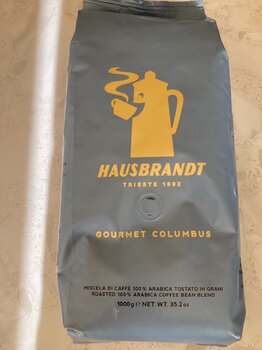 HAUSBRANDT
TRIESTE 1892
GOURMET COLUMBUS
MISCELA DI CAFFÈ 100% ARABICA TOSTATO IN GRANI
ROASTED 100% ARABICA COFFEE BEAN BLEND
1000g ℮ NET WT. 35.2 oz